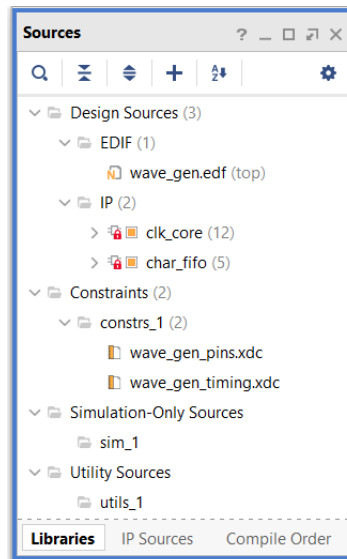 Sources
Design Sources (3)
EDIF (1)
wave_gen.edf (top)
IP (2)
clk_core (12)
char_fifo (5)
Constraints (2)
constrs_1 (2)
wave_gen_pins.xdc
wave_gen_timing.xdc
Simulation-Only Sources
sim_1
Utility Sources
utils_1
Libraries IP Sources Compile Order